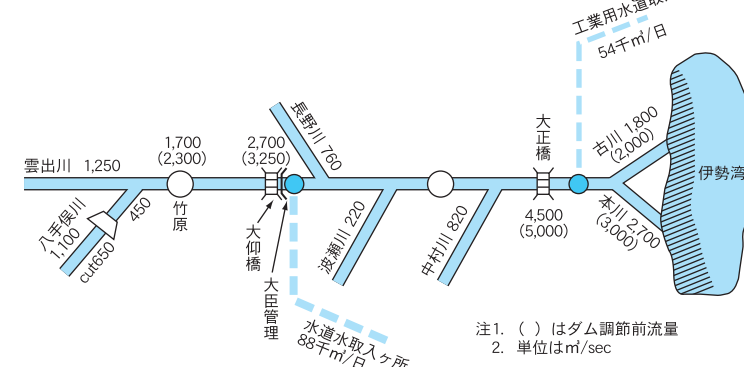 工業用水道取
54千㎥/日
長野川 760
大正橋
古川 1,800
(2,000)
1,700
(2,300)
2,700
(3,250)
雲出川 1,250
伊勢湾
竹原
八手俣川
1,100
450
cut650
大仰橋
大臣管理
波瀬川 220
中村川 820
4,500
(5,000)
本川 2,700
(3,000)
水道水取入ヶ所
88千㎥/日
注1. ( )はダム調節前流量
2. 単位は㎥/sec